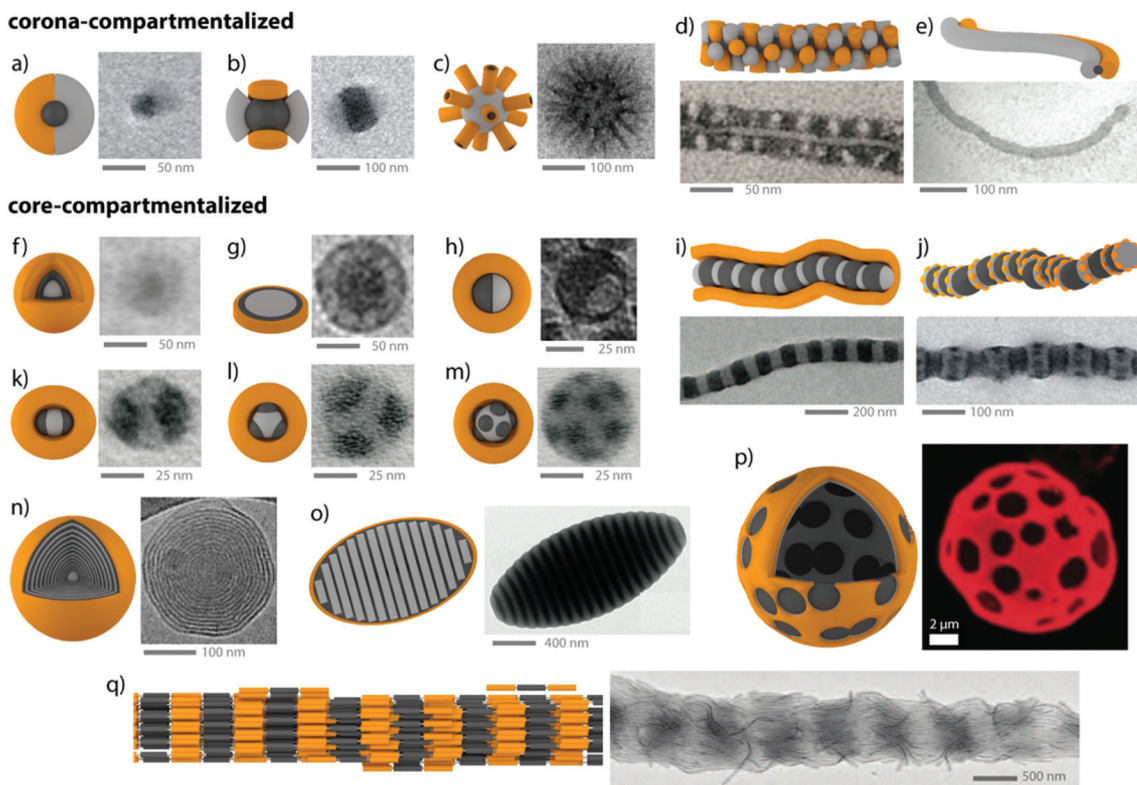 corona-compartmentalized
a)
b)
c)
d)
e)
50 nm
100 nm
100 nm
50 nm
100 nm
core-compartmentalized
f)
g)
h)
i)
j)
50 nm
50 nm
25 nm
200 nm
100 nm
k)
l)
m)
25 nm
25 nm
25 nm
n)
o)
p)
100 nm
400 nm
2 µm
q)
500 nm